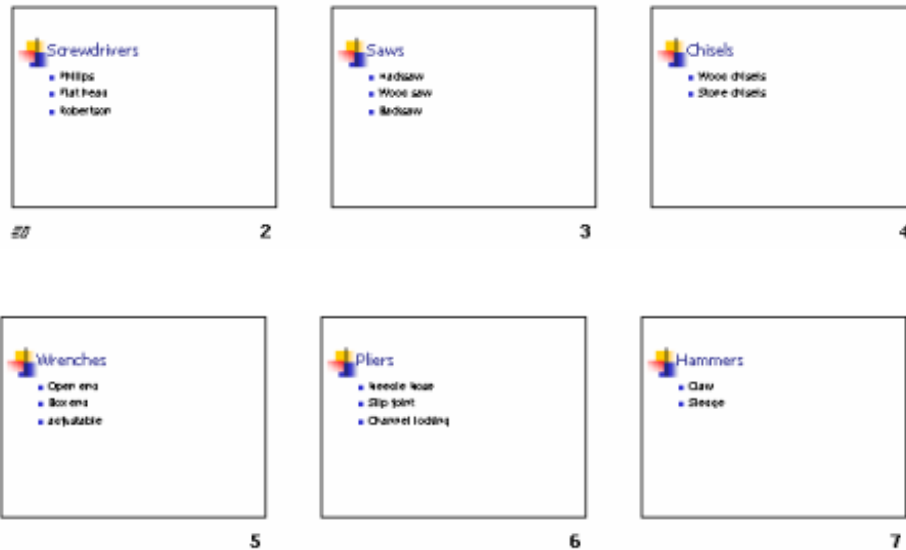 Screwdrivers
Phillips
Flat head
Robertson
2
Saws
Hacksaw
Wood saw
Backsaw
3
Chisels
Wood chisels
Stone chisels
4
Wrenches
Open end
Box end
adjustable
5
Pliers
Needle nose
Slip joint
Channel locking
6
Hammers
Claw
Sledge
7